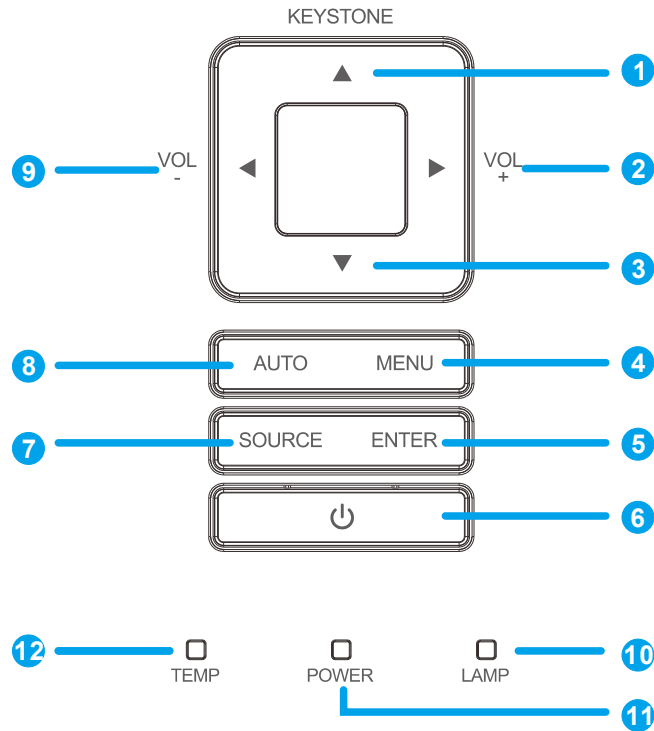 KEYSTONE
1
9 VOL - VOL + 2
3
8 AUTO MENU 4
7 SOURCE ENTER 5
6
12 10
TEMP POWER LAMP
11